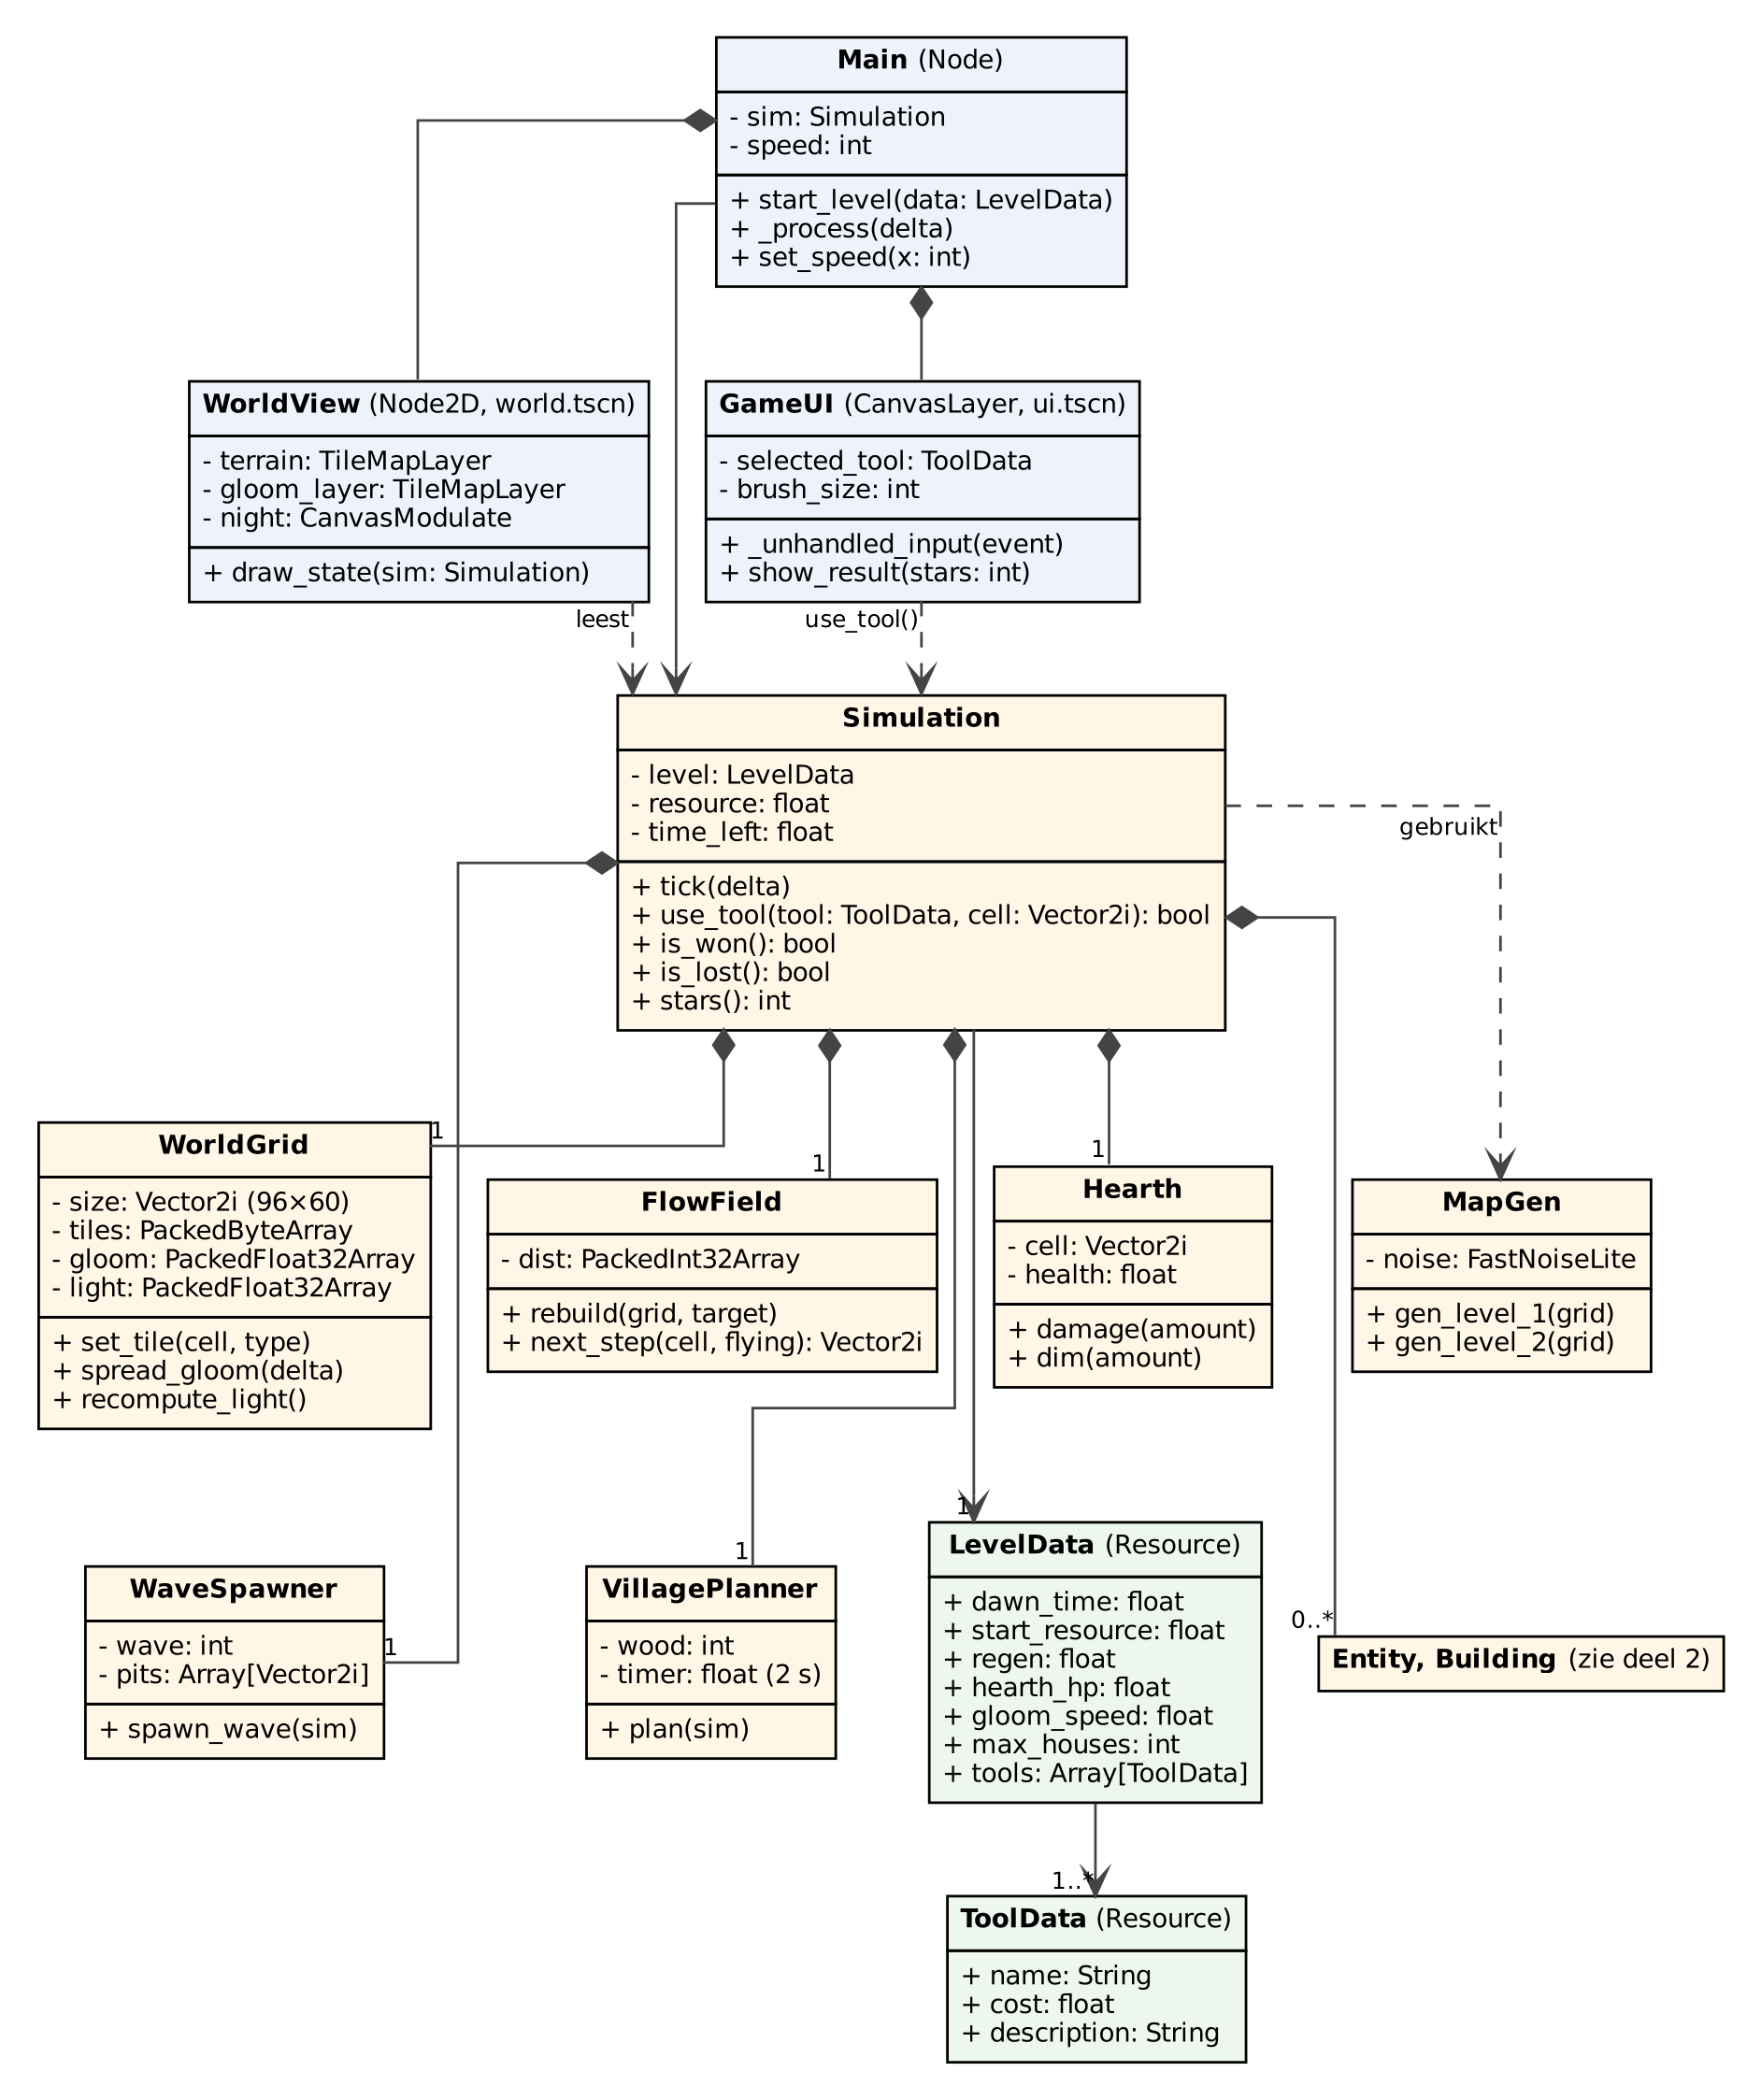 Main (Node)
- sim: Simulation
- speed: int
+ start_level(data: LevelData)
+ _process(delta)
+ set_speed(x: int)
WorldView (Node2D, world.tscn)
- terrain: TileMapLayer
- gloom_layer: TileMapLayer
- night: CanvasModulate
+ draw_state(sim: Simulation)
GameUI (CanvasLayer, ui.tscn)
- selected_tool: ToolData
- brush_size: int
+ _unhandled_input(event)
+ show_result(stars: int)
leest
use_tool()
Simulation
- level: LevelData
- resource: float
- time_left: float
+ tick(delta)
+ use_tool(tool: ToolData, cell: Vector2i): bool
+ is_won(): bool
+ is_lost(): bool
+ stars(): int
gebruikt
1
WorldGrid
- size: Vector2i (96×60)
- tiles: PackedByteArray
- gloom: PackedFloat32Array
- light: PackedFloat32Array
+ set_tile(cell, type)
+ spread_gloom(delta)
+ recompute_light()
1
FlowField
- dist: PackedInt32Array
+ rebuild(grid, target)
+ next_step(cell, flying): Vector2i
1
Hearth
- cell: Vector2i
- health: float
+ damage(amount)
+ dim(amount)
MapGen
- noise: FastNoiseLite
+ gen_level_1(grid)
+ gen_level_2(grid)
WaveSpawner
- wave: int
- pits: Array[Vector2i]
+ spawn_wave(sim)
1
1
VillagePlanner
- wood: int
- timer: float (2 s)
+ plan(sim)
1
LevelData (Resource)
+ dawn_time: float
+ start_resource: float
+ regen: float
+ hearth_hp: float
+ gloom_speed: float
+ max_houses: int
+ tools: Array[ToolData]
0..*
Entity, Building (zie deel 2)
1..*
ToolData (Resource)
+ name: String
+ cost: float
+ description: String